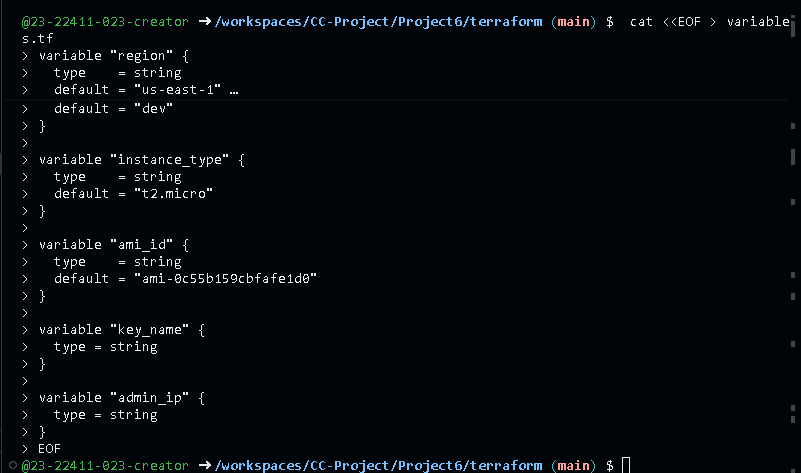 @23-22411-023-creator ➜/workspaces/CC-Project/Project6/terraform (main) $  cat <<EOF > variable
s.tf
> variable "region" {
>   type    = string
>   default = "us-east-1" …
>   default = "dev"
> }
>
> variable "instance_type" {
>   type    = string
>   default = "t2.micro"
> }
>
> variable "ami_id" {
>   type    = string
>   default = "ami-0c55b159cbfafe1d0"
> }
>
> variable "key_name" {
>   type = string
> }
>
> variable "admin_ip" {
>   type = string
> }
> EOF
@23-22411-023-creator ➜/workspaces/CC-Project/Project6/terraform (main) $